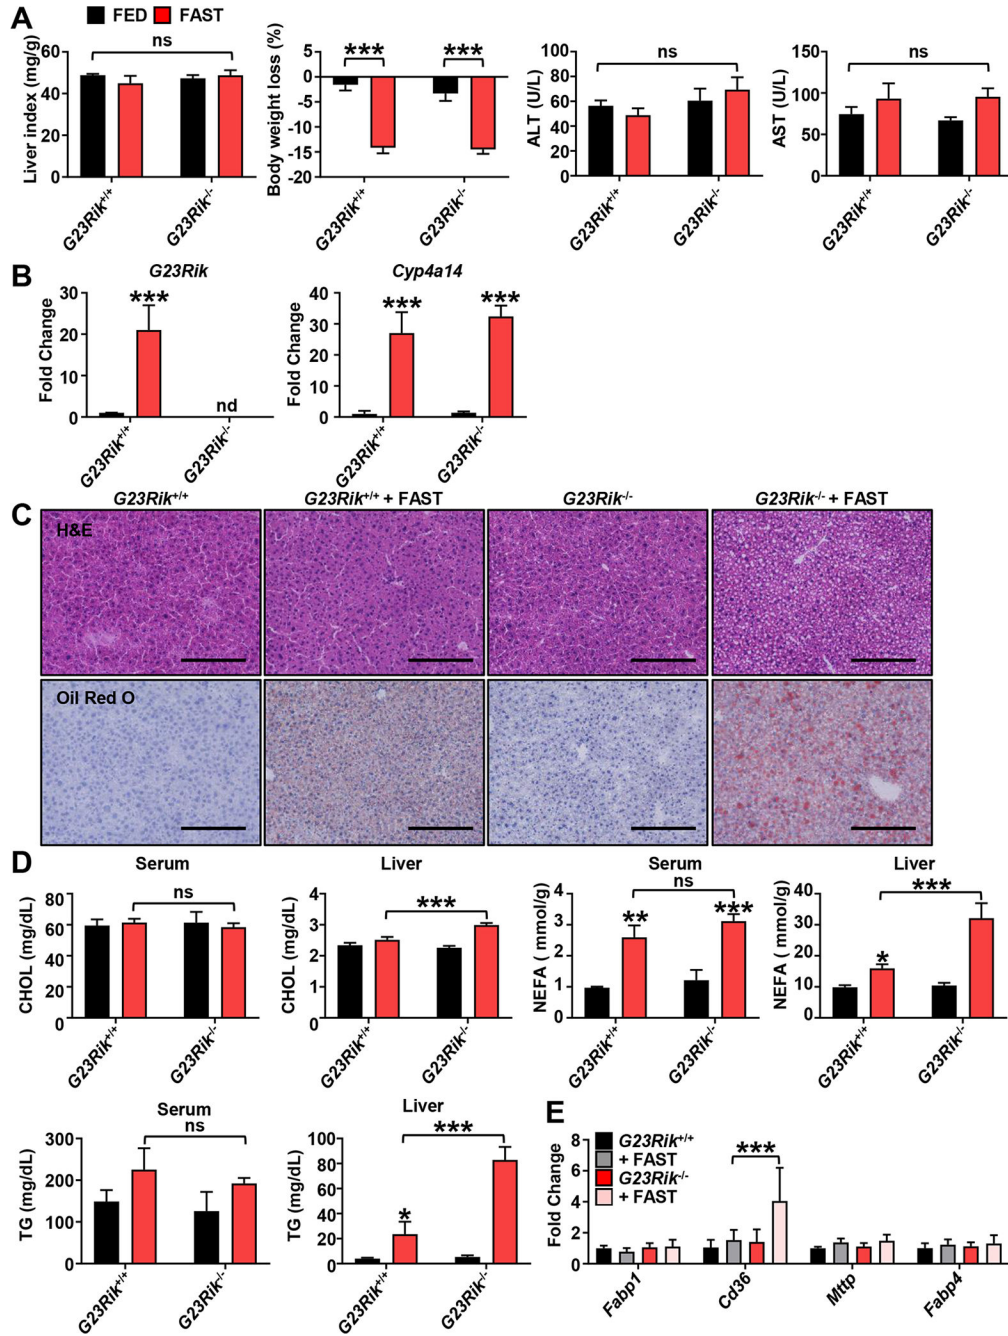 A
FED FAST
ns
Liver index (mg/g)
60
40
20
0
G23Rik+/+ G23Rik-/-
*** ***
Body weight loss (%)
5
0
-5
-10
-15
-20
G23Rik+/+ G23Rik-/-
ns
ALT (U/L)
100
80
60
40
20
0
G23Rik+/+ G23Rik-/-
ns
AST (U/L)
150
100
50
0
G23Rik+/+ G23Rik-/-
B
G23Rik
Fold Change
30
20
10
0
***
nd
G23Rik+/+ G23Rik-/-
Cyp4a14
Fold Change
40
30
20
10
0
*** ***
G23Rik+/+ G23Rik-/-
C
G23Rik+/+ G23Rik+/+ + FAST G23Rik-/- G23Rik-/- + FAST
H&E
Oil Red O
D
Serum
CHOL (mg/dL)
80
60
40
20
0
ns
G23Rik+/+ G23Rik-/-
Liver
CHOL (mg/dL)
4
3
2
1
0
***
G23Rik+/+ G23Rik-/-
Serum
NEFA ( mmol/g)
4
3
2
1
0
ns
** ***
G23Rik+/+ G23Rik-/-
Liver
NEFA ( mmol/g)
40
30
20
10
0
***
*
G23Rik+/+ G23Rik-/-
Serum
TG (mg/dL)
300
200
100
0
ns
G23Rik+/+ G23Rik-/-
Liver
TG (mg/dL)
100
80
60
40
20
0
***
*
G23Rik+/+ G23Rik-/-
E
Fold Change
8
6
4
2
0
G23Rik+/+
+ FAST
G23Rik-/-
+ FAST
***
Fabp1 Cd36 Mttp Fabp4